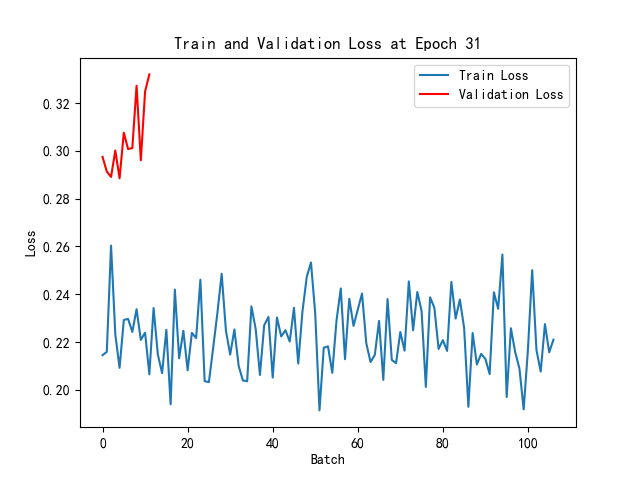 Train and Validation Loss at Epoch 31
Train Loss
Validation Loss
Loss
0.32
0.30
0.28
0.26
0.24
0.22
0.20
0 20 40 60 80 100
Batch